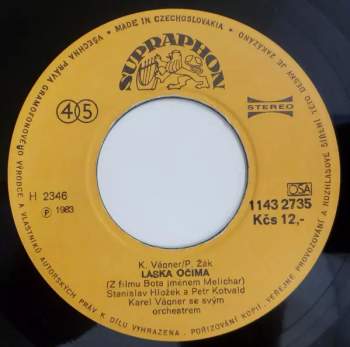 VŠECHNA PRÁVA GRAMOFONOVÉHO VÝROBCE A VLASTNÍKŮ AUTORSKÝCH PRÁV K DÍLU VYHRAZENA. POŘIZOVÁNÍ KOPIÍ, VEŘEJNÉ PROVOZOVÁNÍ A ROZHLASOVÉ ŠÍŘENÍ TÉTO DESKY JE ZAKÁZÁNO • MADE IN CZECHOSLOVAKIA •
SUPRAPHON
45
STEREO
H 2346
OSA
℗ 1983
1143 2735
Kčs 12,-
K. Vágner/P. Žák
LÁSKA OČIMA
(Z filmu Bota jménem Melichar)
Stanislav Hložek a Petr Kotvald
Karel Vágner se svým
orchestrem